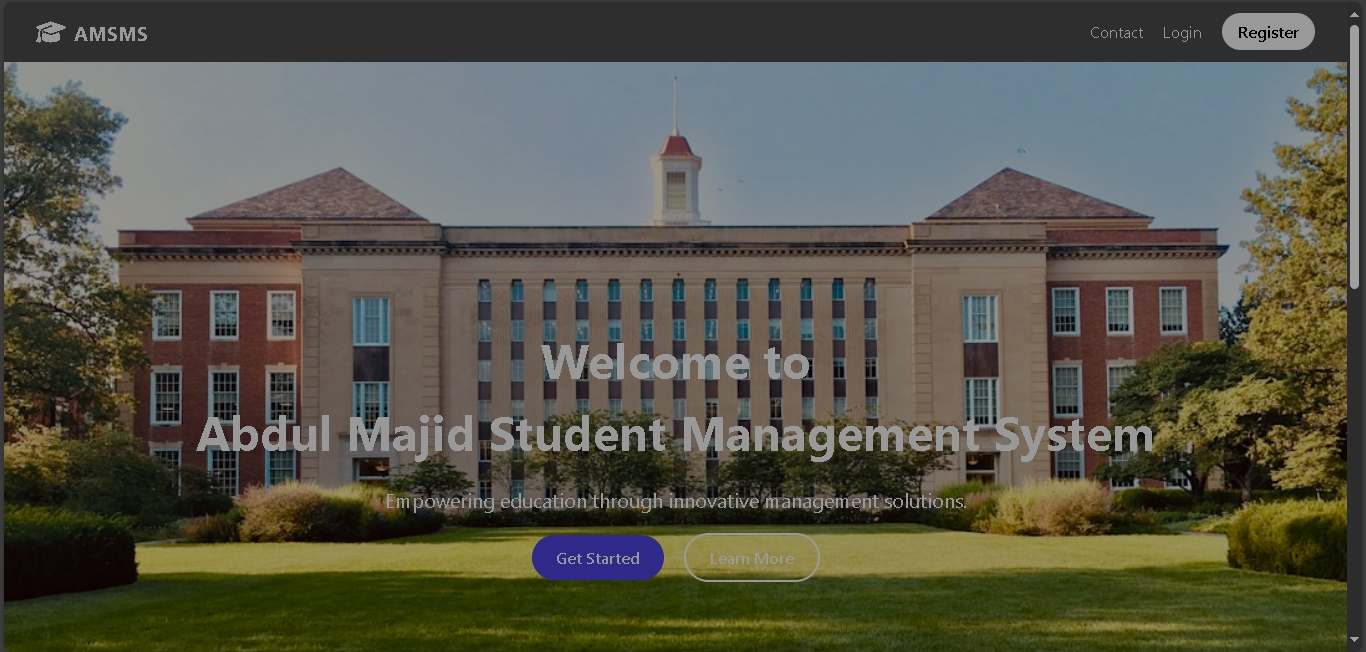 AMSMS
Contact Login Register
Welcome to
Abdul Majid Student Management System
Empowering education through innovative management solutions.
Get Started Learn More